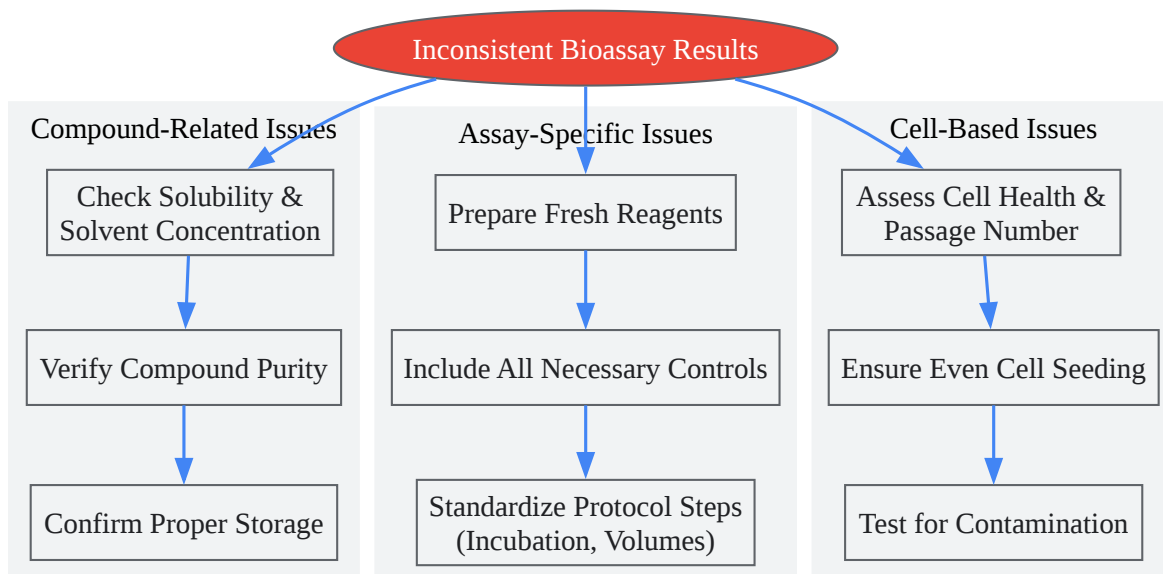 Inconsistent Bioassay Results
Compound-Related Issues
Check Solubility &
Solvent Concentration
Verify Compound Purity
Confirm Proper Storage
Assay-Specific Issues
Prepare Fresh Reagents
Include All Necessary Controls
Standardize Protocol Steps
(Incubation, Volumes)
Cell-Based Issues
Assess Cell Health &
Passage Number
Ensure Even Cell Seeding
Test for Contamination